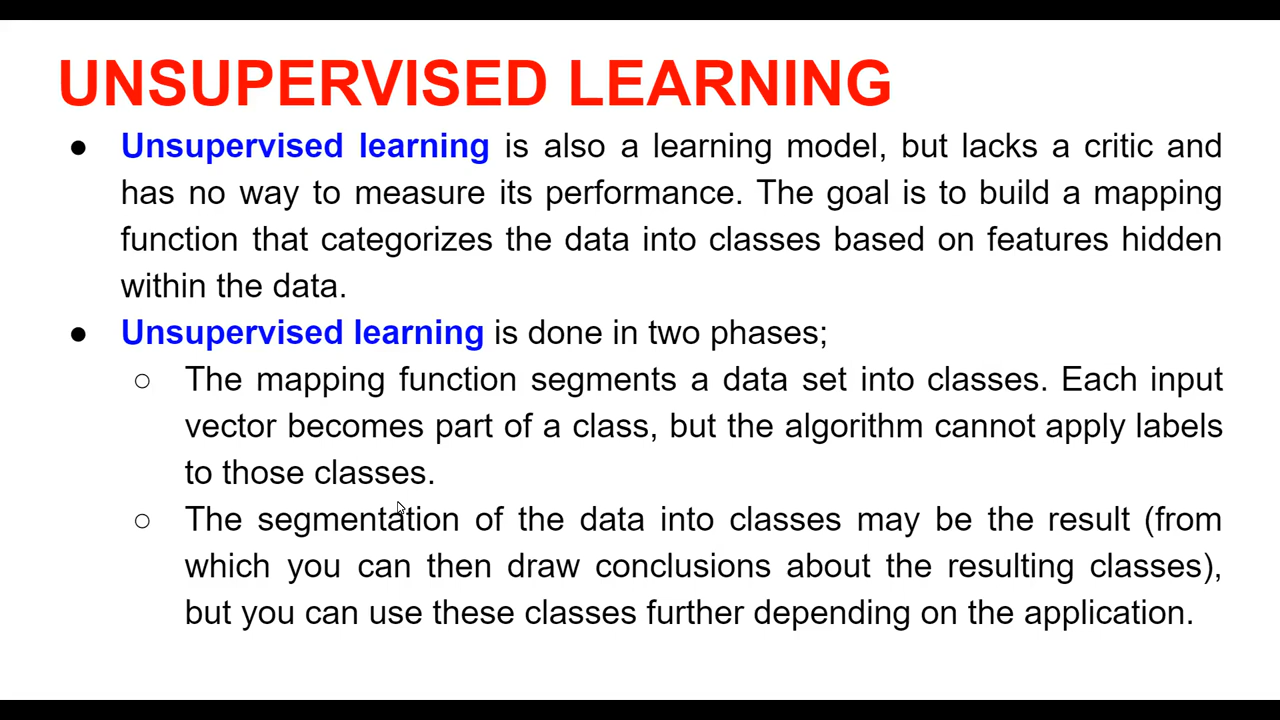 UNSUPERVISED LEARNING
● Unsupervised learning is also a learning model, but lacks a critic and
has no way to measure its performance. The goal is to build a mapping
function that categorizes the data into classes based on features hidden
within the data.
● Unsupervised learning is done in two phases;
○ The mapping function segments a data set into classes. Each input
vector becomes part of a class, but the algorithm cannot apply labels
to those classes.
○ The segmentation of the data into classes may be the result (from
which you can then draw conclusions about the resulting classes),
but you can use these classes further depending on the application.